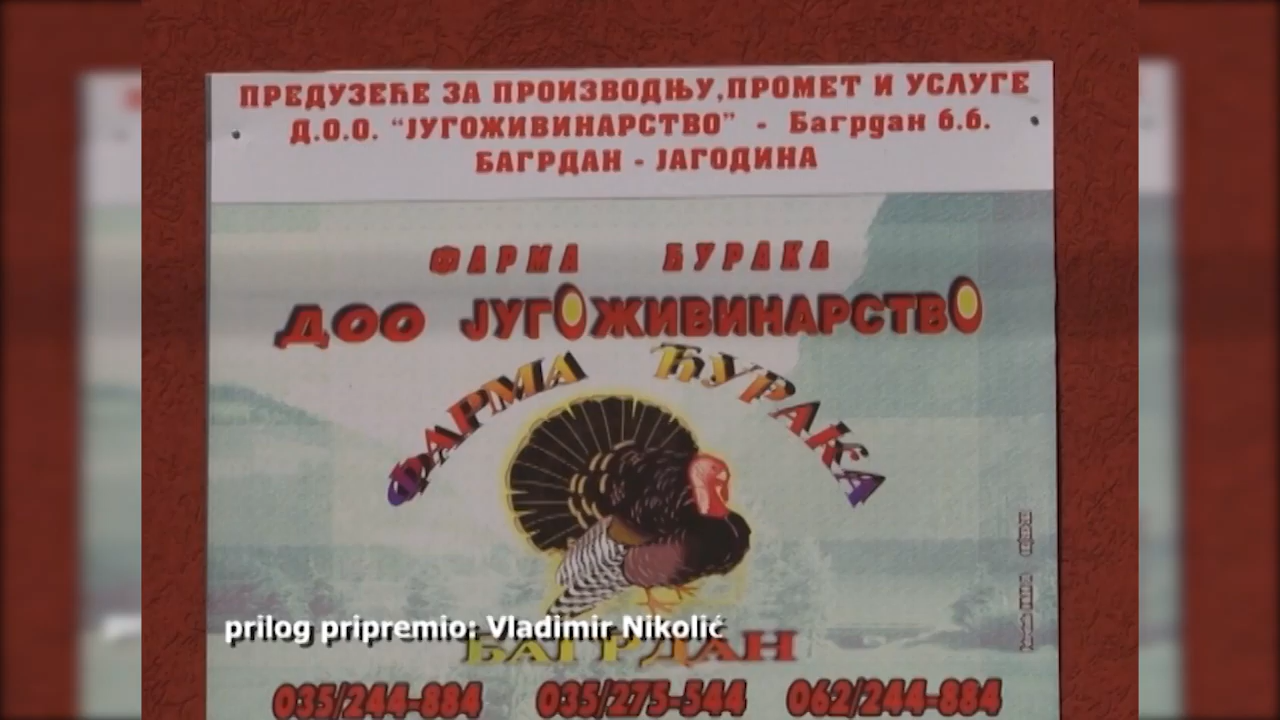 ПРЕДУЗЕЋЕ ЗА ПРОИЗВОДЊУ,ПРОМЕТ И УСЛУГЕ
Д.О.О. “ЈУГОЖИВИНАРСТВО” - Багрдан б.б.
БАГРДАН - ЈАГОДИНА
ФАРМА ЋУРАКА
ДОО ЈУГОЖИВИНАРСТВО
ФАРМА ЋУРАКА
prilog pripremio: Vladimir Nikolić
БАГРДАН
035/244-884 035/275-544 062/244-884